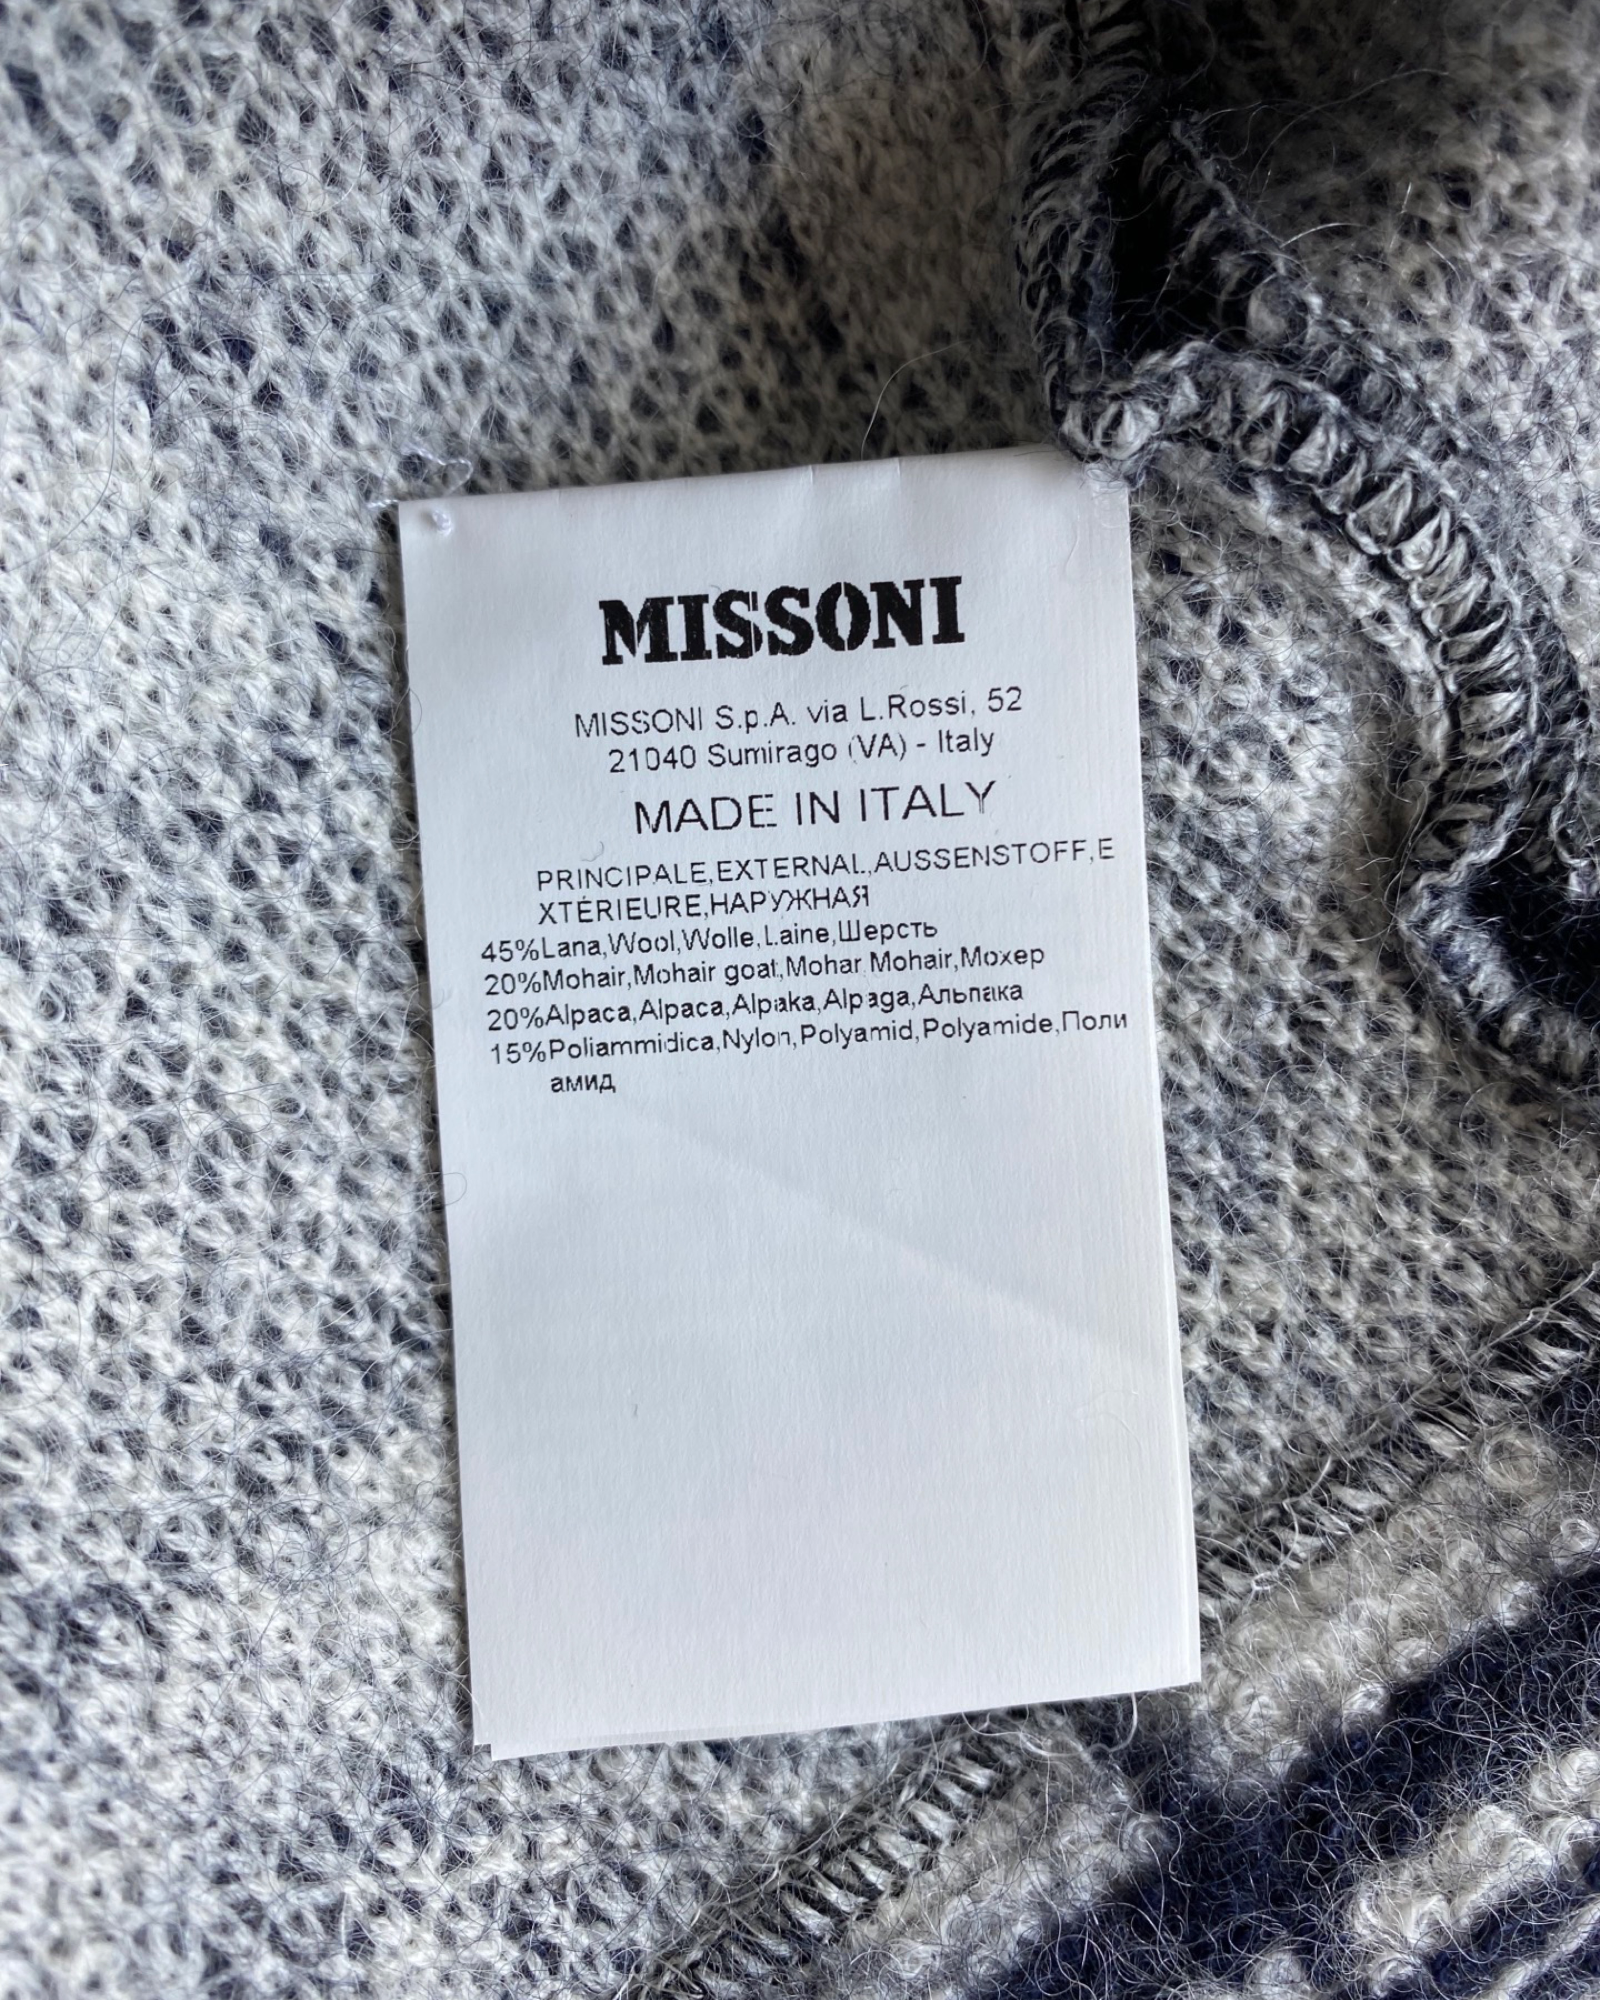 MISSONI
MISSONI S.p.A. via L.Rossi, 52
21040 Sumirago (VA) - Italy
MADE IN ITALY
PRINCIPALE,EXTERNAL,AUSSENSTOFF,E
XTÉRIEURE,НАРУЖНАЯ
45%Lana,Wool,Wolle,Laine,Шерсть
20%Mohair,Mohair goat,Mohar,Mohair,Мохер
20%Alpaca,Alpaca,Alpaka,Alpaga,Альпака
15%Poliammidica,Nylon,Polyamid,Polyamide,Поли
амид